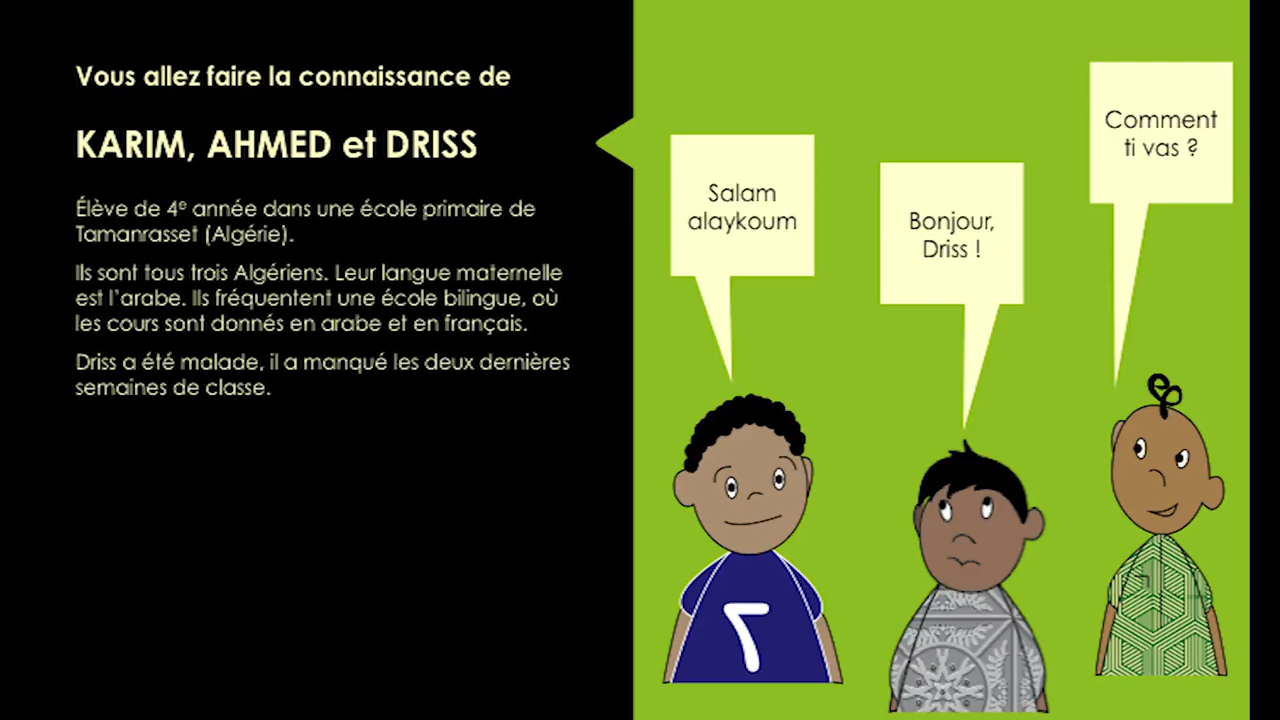 Vous allez faire la connaissance de
KARIM, AHMED et DRISS
Élève de 4e année dans une école primaire de
Tamanrasset (Algérie).
Ils sont tous trois Algériens. Leur langue maternelle
est l'arabe. Ils fréquentent une école bilingue, où
les cours sont donnés en arabe et en français.
Driss a été malade, il a manqué les deux dernières
semaines de classe.
Salam
alaykoum
Bonjour,
Driss !
Comment
ti vas ?
7